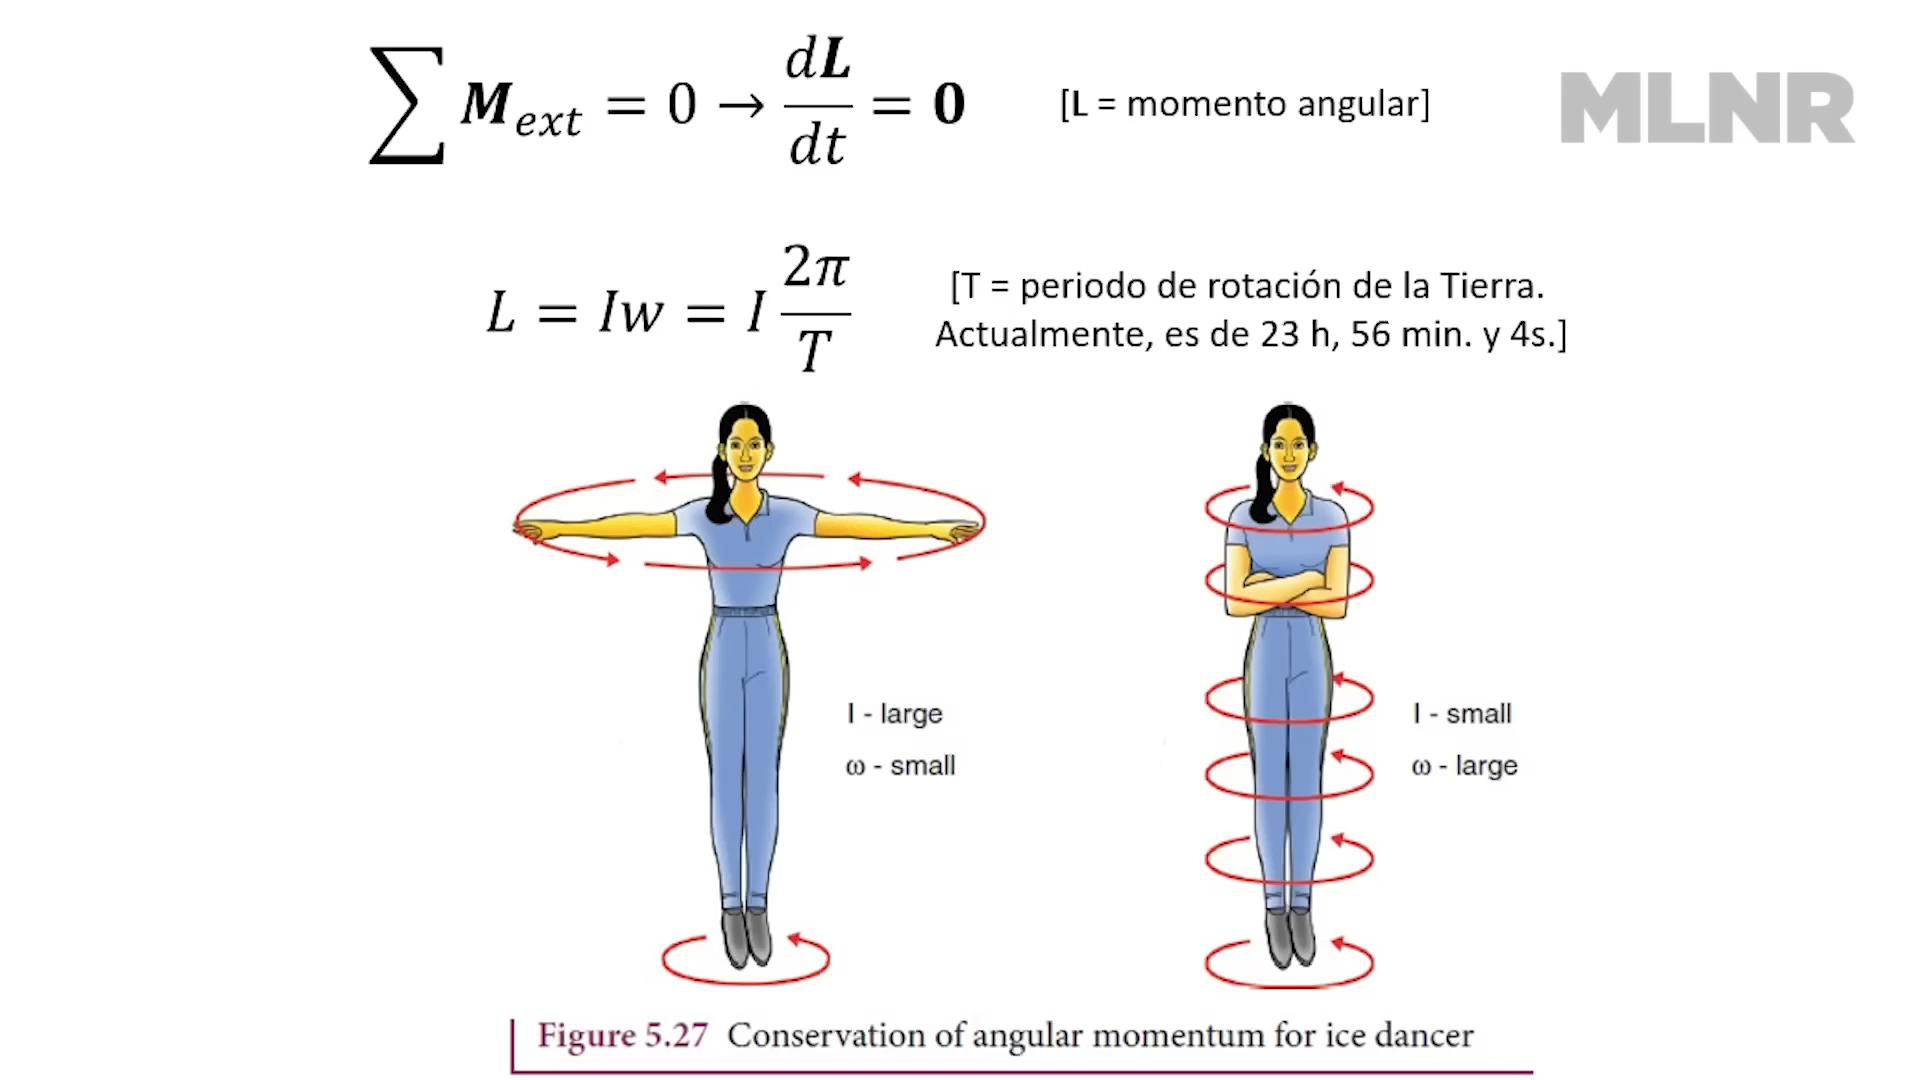 ∑ M_ext = 0 → dL/dt = 0
[L = momento angular]
MLNR
L = Iw = I 2π/T
[T = periodo de rotación de la Tierra.
Actualmente, es de 23 h, 56 min. y 4s.]
I - large
ω - small
I - small
ω - large
Figure 5.27 Conservation of angular momentum for ice dancer